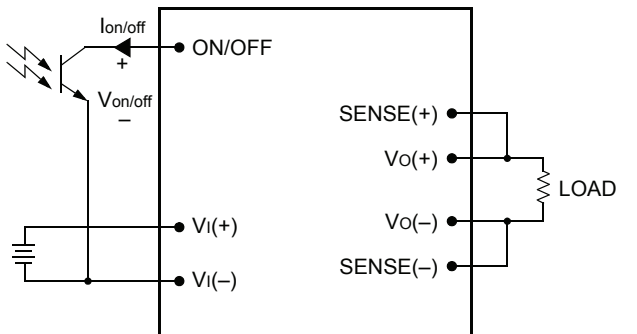 Ion/off
+
ON/OFF
Von/off
–
SENSE(+)
VO(+)
LOAD
VI(+)
VO(–)
VI(–)
SENSE(–)